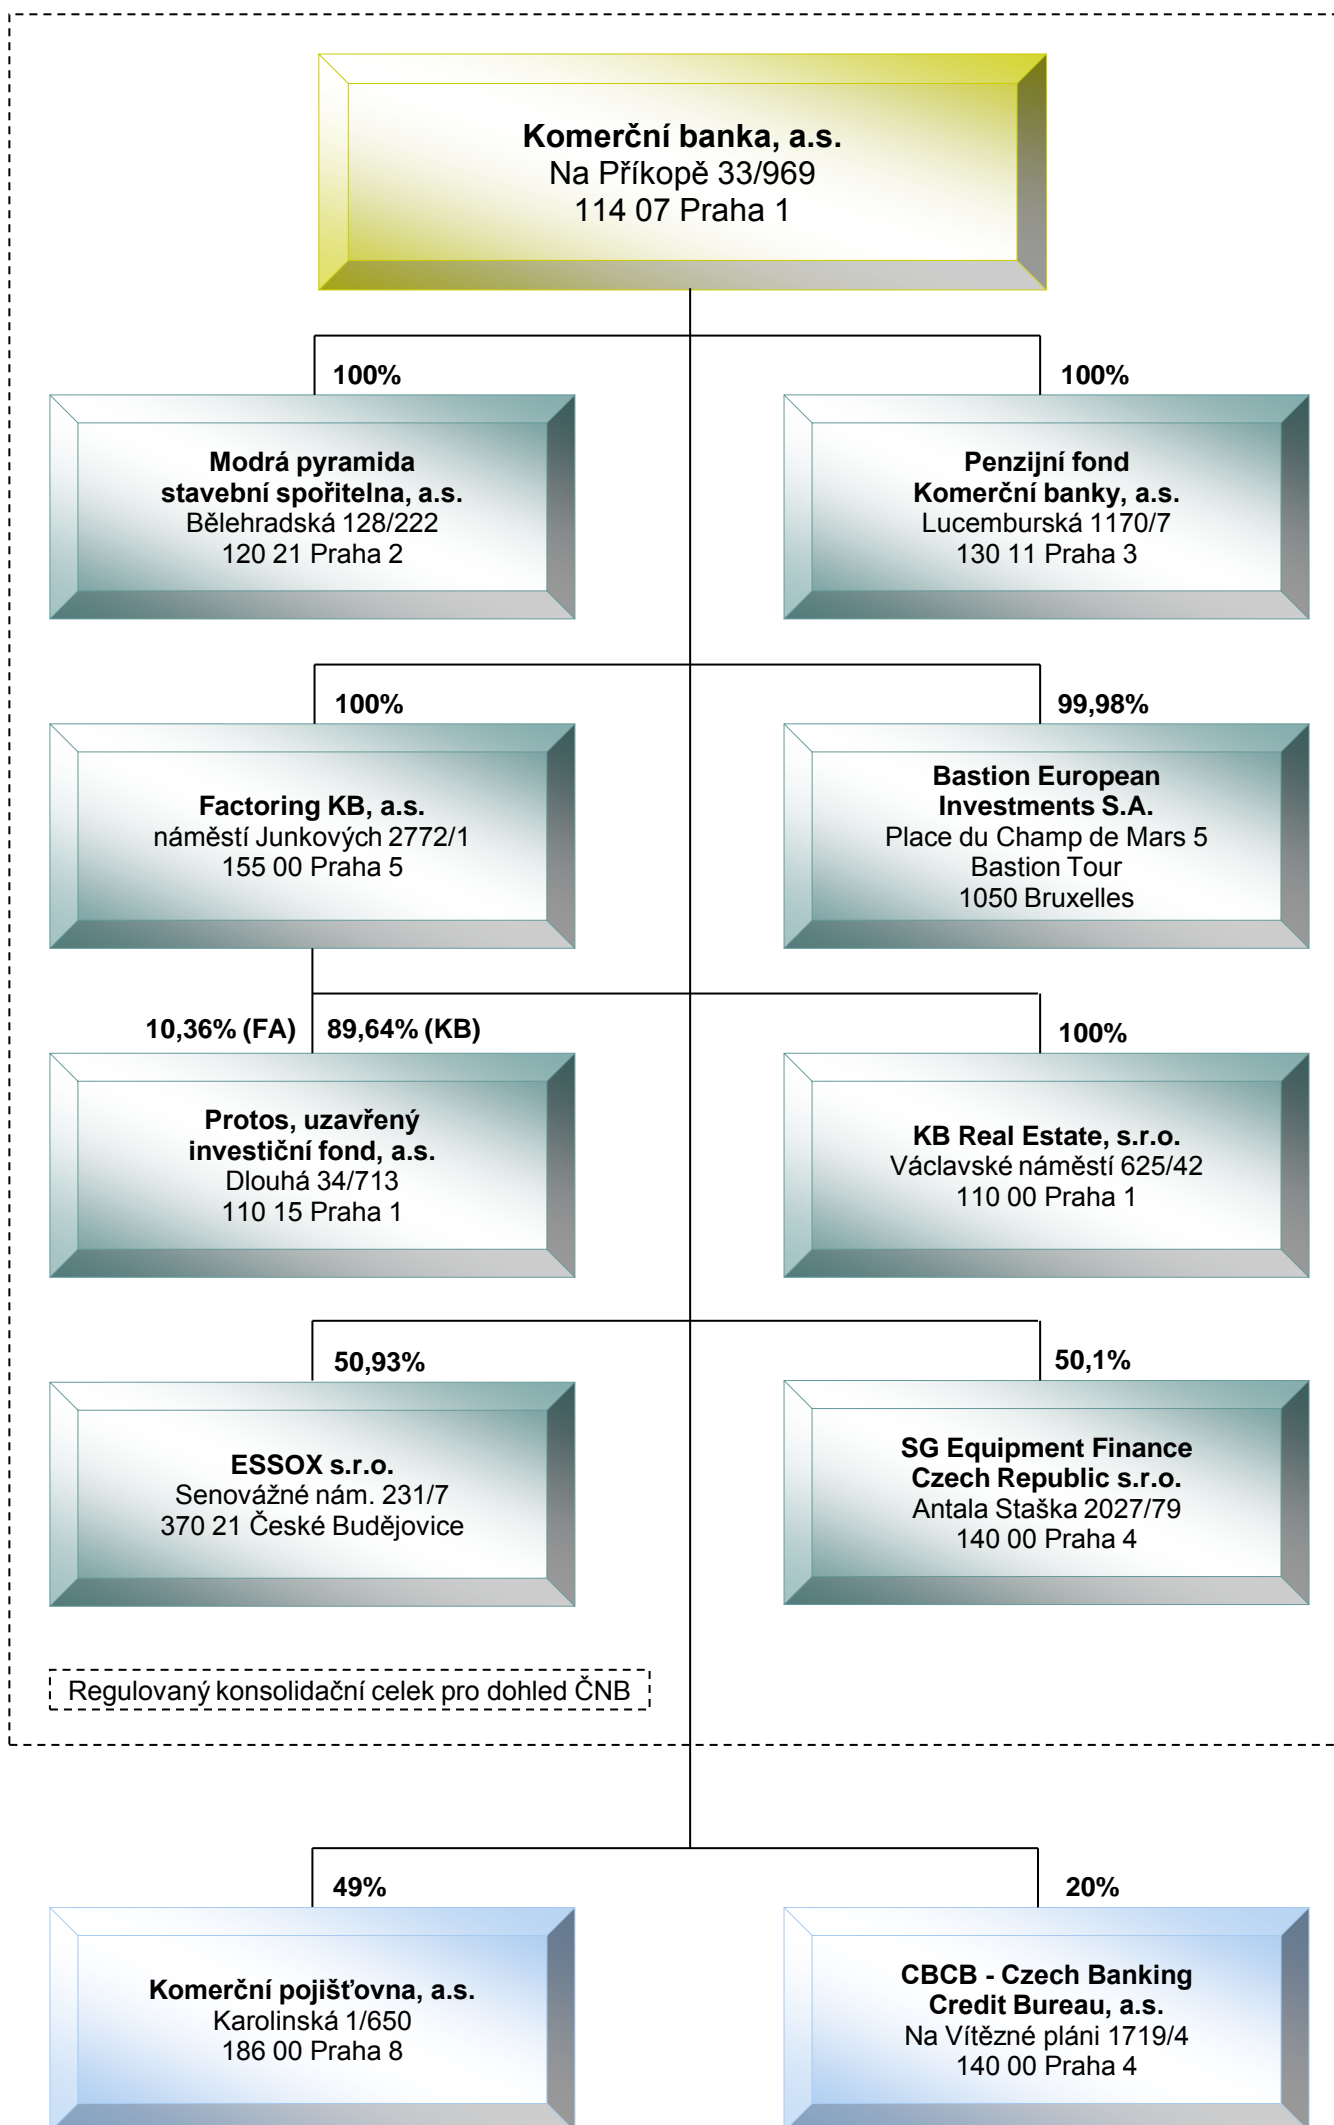 Komerční banka, a.s.
Na Příkopě 33/969
114 07 Praha 1
100%
100%
Modrá pyramida
stavební spořitelna, a.s.
Bělehradská 128/222
120 21 Praha 2
Penzijní fond
Komerční banky, a.s.
Lucemburská 1170/7
130 11 Praha 3
100%
99,98%
Factoring KB, a.s.
náměstí Junkových 2772/1
155 00 Praha 5
Bastion European
Investments S.A.
Place du Champ de Mars 5
Bastion Tour
1050 Bruxelles
10,36% (FA)
89,64% (KB)
100%
Protos, uzavřený
investiční fond, a.s.
Dlouhá 34/713
110 15 Praha 1
KB Real Estate, s.r.o.
Václavské náměstí 625/42
110 00 Praha 1
50,93%
50,1%
ESSOX s.r.o.
Senovážné nám. 231/7
370 21 České Budějovice
SG Equipment Finance
Czech Republic s.r.o.
Antala Staška 2027/79
140 00 Praha 4
Regulovaný konsolidační celek pro dohled ČNB
49%
20%
Komerční pojišťovna, a.s.
Karolinská 1/650
186 00 Praha 8
CBCB - Czech Banking
Credit Bureau, a.s.
Na Vítězné pláni 1719/4
140 00 Praha 4